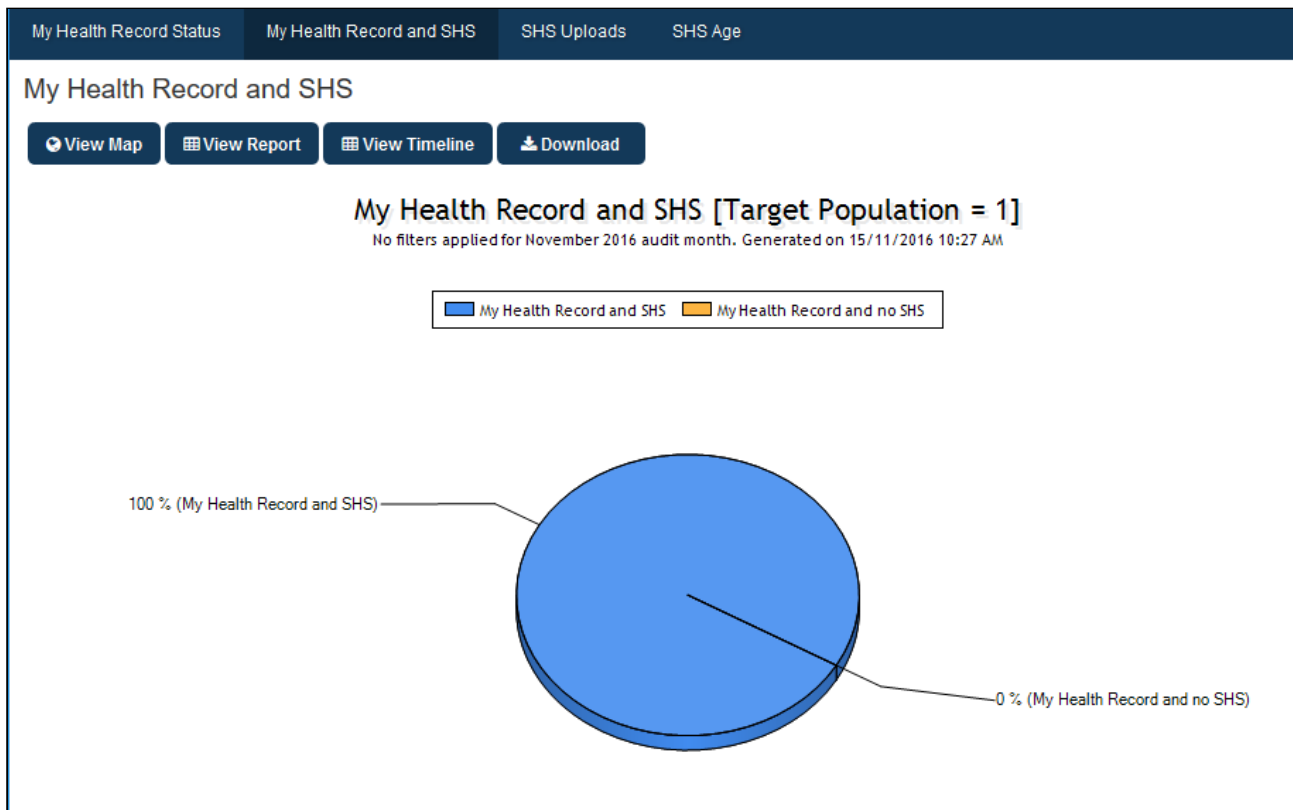 My Health Record Status My Health Record and SHS SHS Uploads SHS Age
My Health Record and SHS
View Map View Report View Timeline Download
My Health Record and SHS [Target Population = 1]
No filters applied for November 2016 audit month. Generated on 15/11/2016 10:27 AM
My Health Record and SHS My Health Record and no SHS
100 % (My Health Record and SHS)
0 % (My Health Record and no SHS)